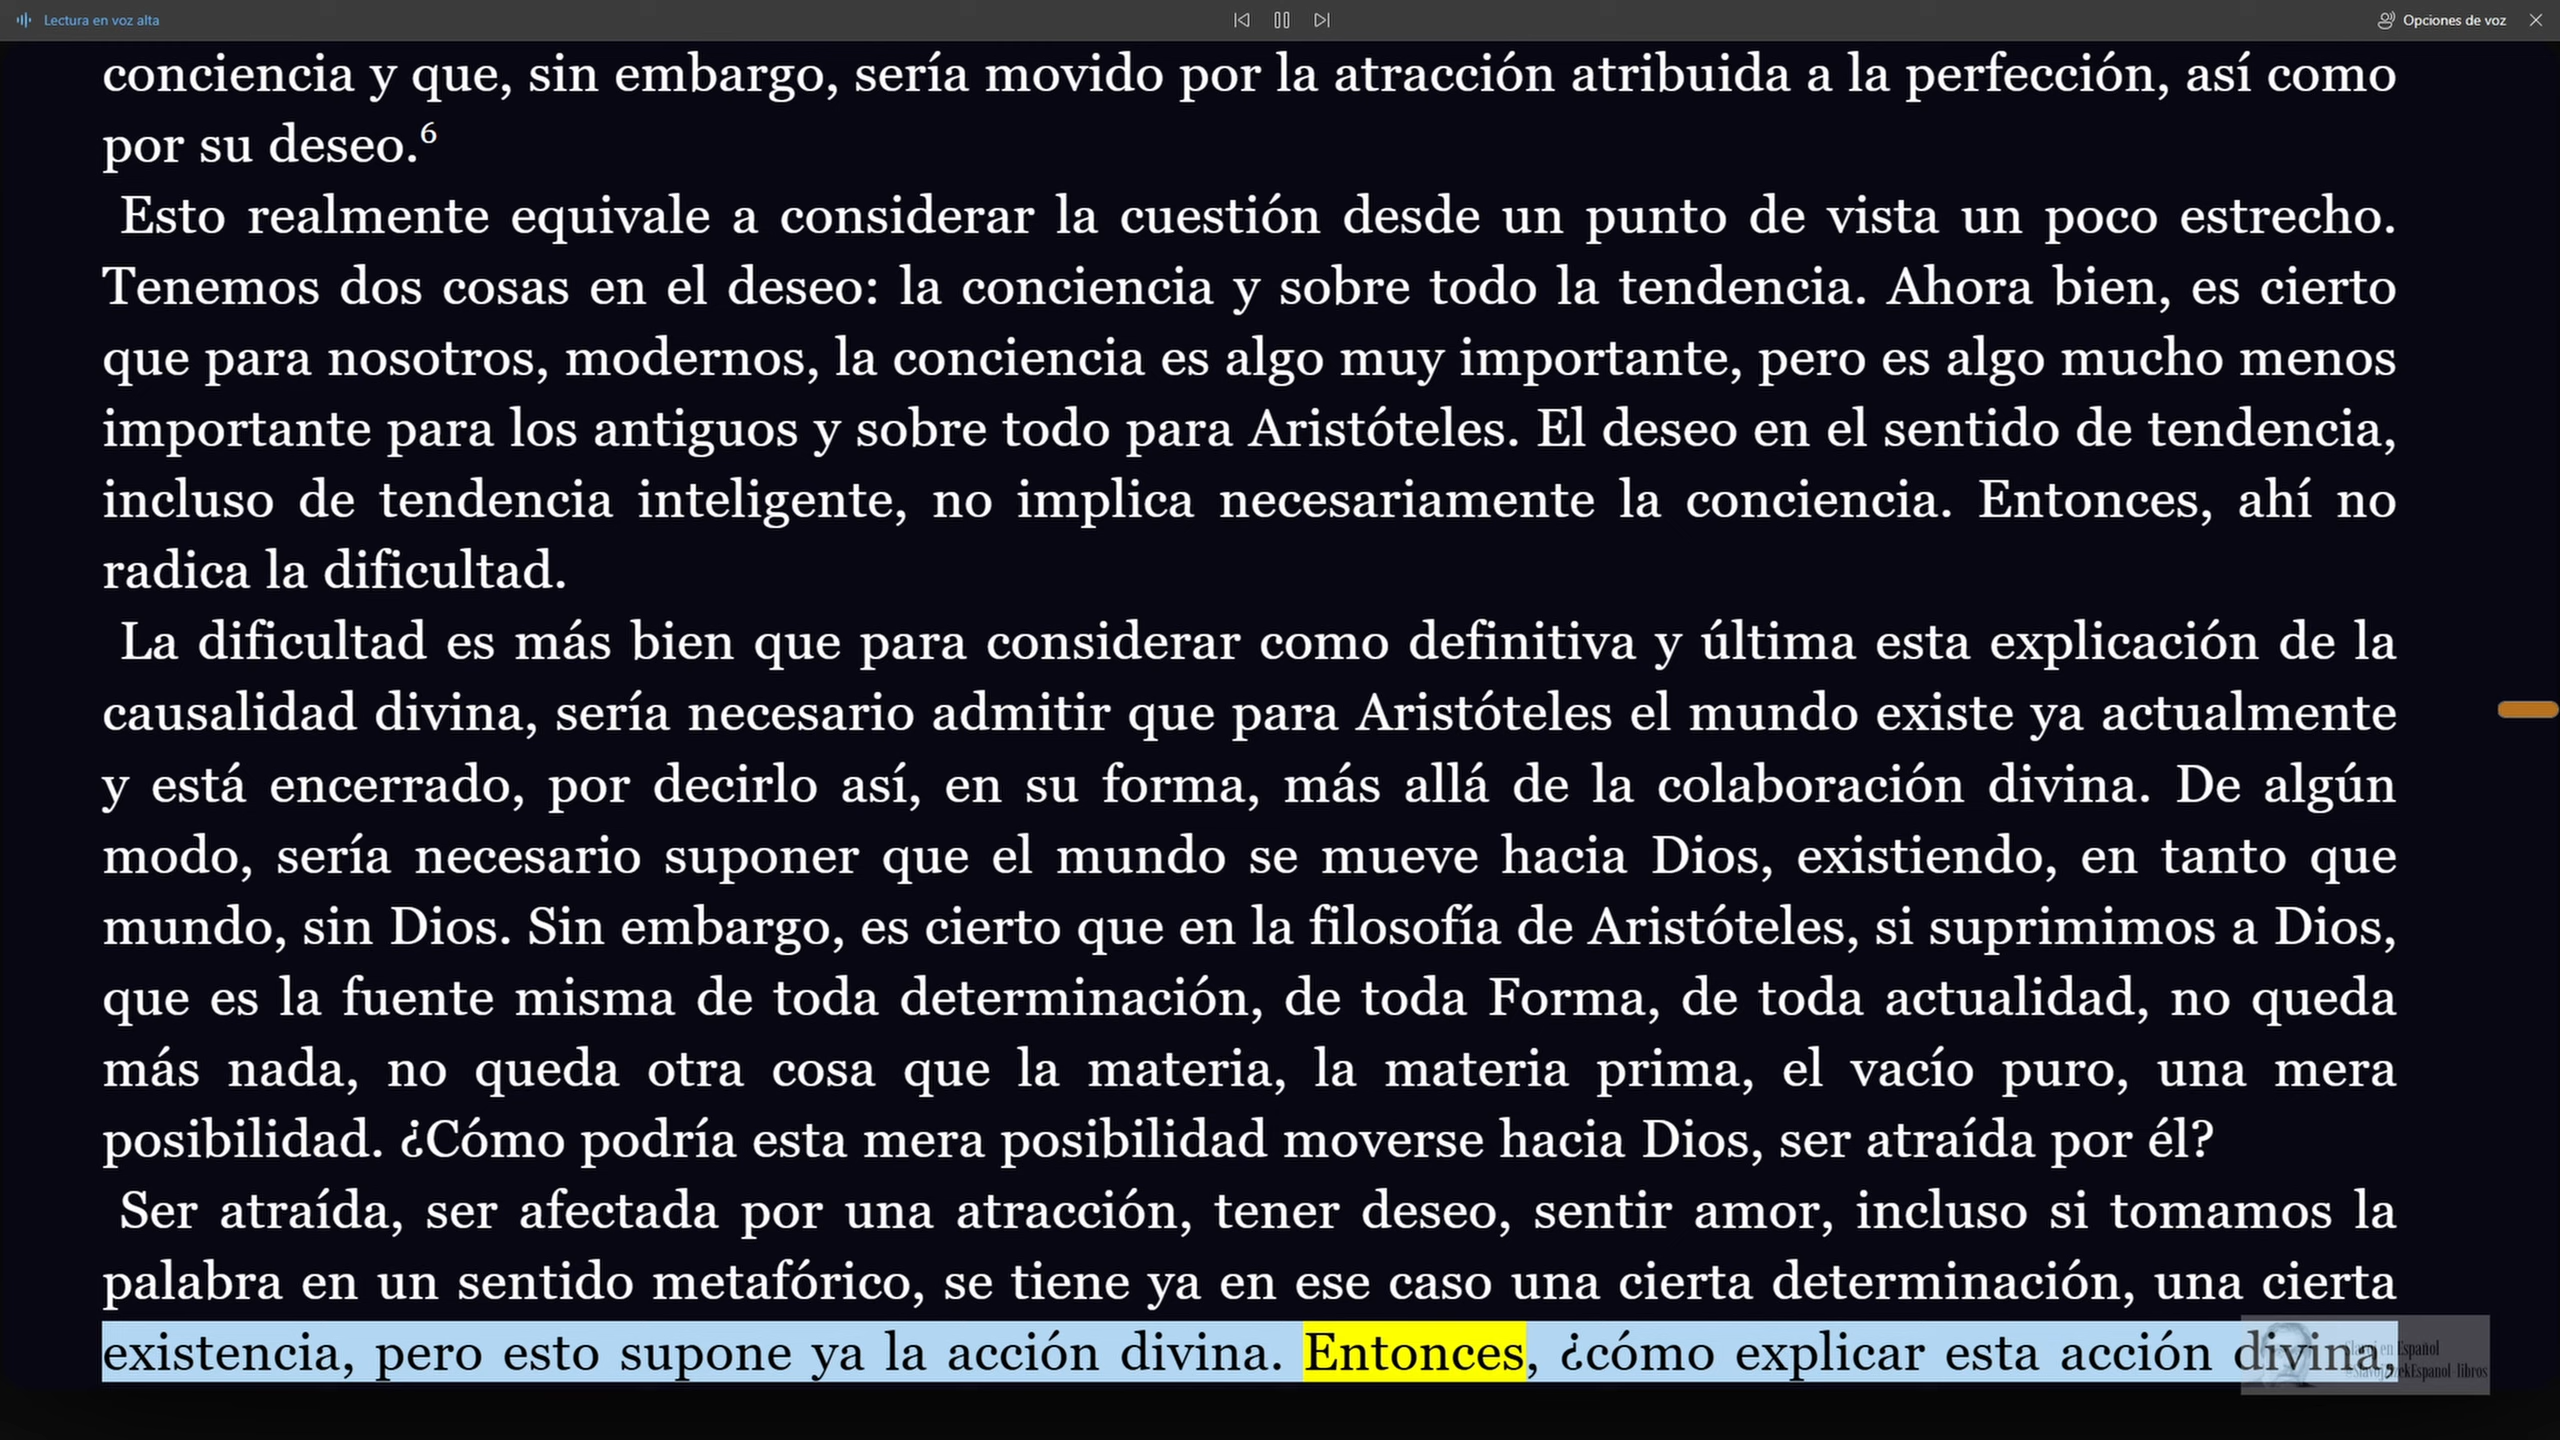 Lectura en voz alta
Opciones de voz
conciencia y que, sin embargo, sería movido por la atracción atribuida a la perfección, así como
por su deseo.6
Esto realmente equivale a considerar la cuestión desde un punto de vista un poco estrecho.
Tenemos dos cosas en el deseo: la conciencia y sobre todo la tendencia. Ahora bien, es cierto
que para nosotros, modernos, la conciencia es algo muy importante, pero es algo mucho menos
importante para los antiguos y sobre todo para Aristóteles. El deseo en el sentido de tendencia,
incluso de tendencia inteligente, no implica necesariamente la conciencia. Entonces, ahí no
radica la dificultad.
La dificultad es más bien que para considerar como definitiva y última esta explicación de la
causalidad divina, sería necesario admitir que para Aristóteles el mundo existe ya actualmente
y está encerrado, por decirlo así, en su forma, más allá de la colaboración divina. De algún
modo, sería necesario suponer que el mundo se mueve hacia Dios, existiendo, en tanto que
mundo, sin Dios. Sin embargo, es cierto que en la filosofía de Aristóteles, si suprimimos a Dios,
que es la fuente misma de toda determinación, de toda Forma, de toda actualidad, no queda
más nada, no queda otra cosa que la materia, la materia prima, el vacío puro, una mera
posibilidad. ¿Cómo podría esta mera posibilidad moverse hacia Dios, ser atraída por él?
Ser atraída, ser afectada por una atracción, tener deseo, sentir amor, incluso si tomamos la
palabra en un sentido metafórico, se tiene ya en ese caso una cierta determinación, una cierta
existencia, pero esto supone ya la acción divina. Entonces, ¿cómo explicar esta acción divina,
en Español
libros